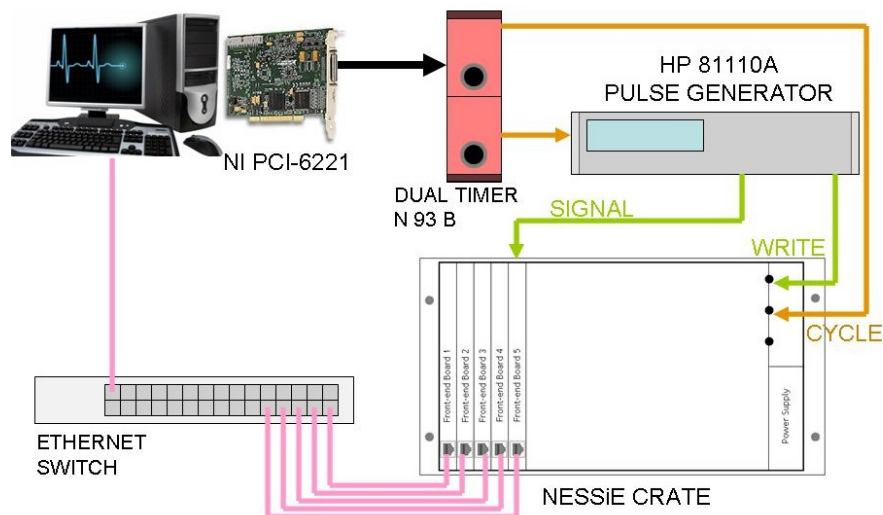 HP 81110A
PULSE GENERATOR
NI PCI-6221
DUAL TIMER
N 93 B
SIGNAL
WRITE
CYCLE
Front-end Board 1
Front-end Board 2
Front-end Board 3
Front-end Board 4
Front-end Board 5
Power Supply
ETHERNET
SWITCH
NESSiE CRATE